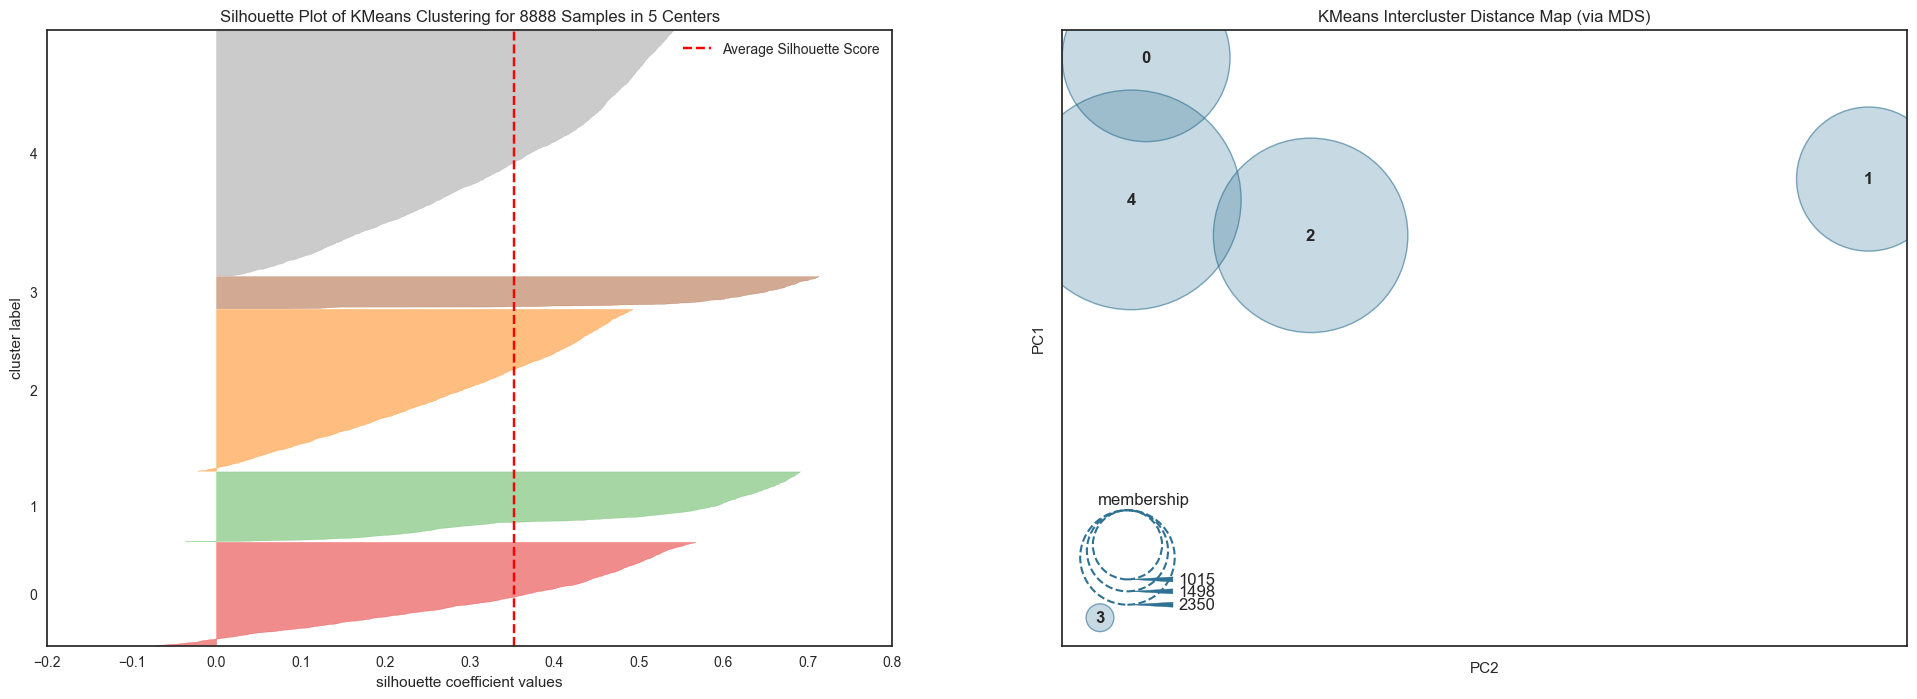 Silhouette Plot of KMeans Clustering for 8888 Samples in 5 Centers
Average Silhouette Score
cluster label
4
3
2
1
0
−0.2 −0.1 0.0 0.1 0.2 0.3 0.4 0.5 0.6 0.7 0.8
silhouette coefficient values
KMeans Intercluster Distance Map (via MDS)
0
1
4
2
PC1
membership
1015
1498
2350
3
PC2